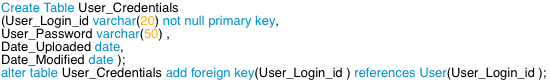 Create Table User_Credentials
(User_Login_id varchar(20) not null primary key,
User_Password varchar(50) ,
Date_Uploaded date,
Date_Modified date );
alter table User_Credentials add foreign key(User_Login_id ) references User(User_Login_id );